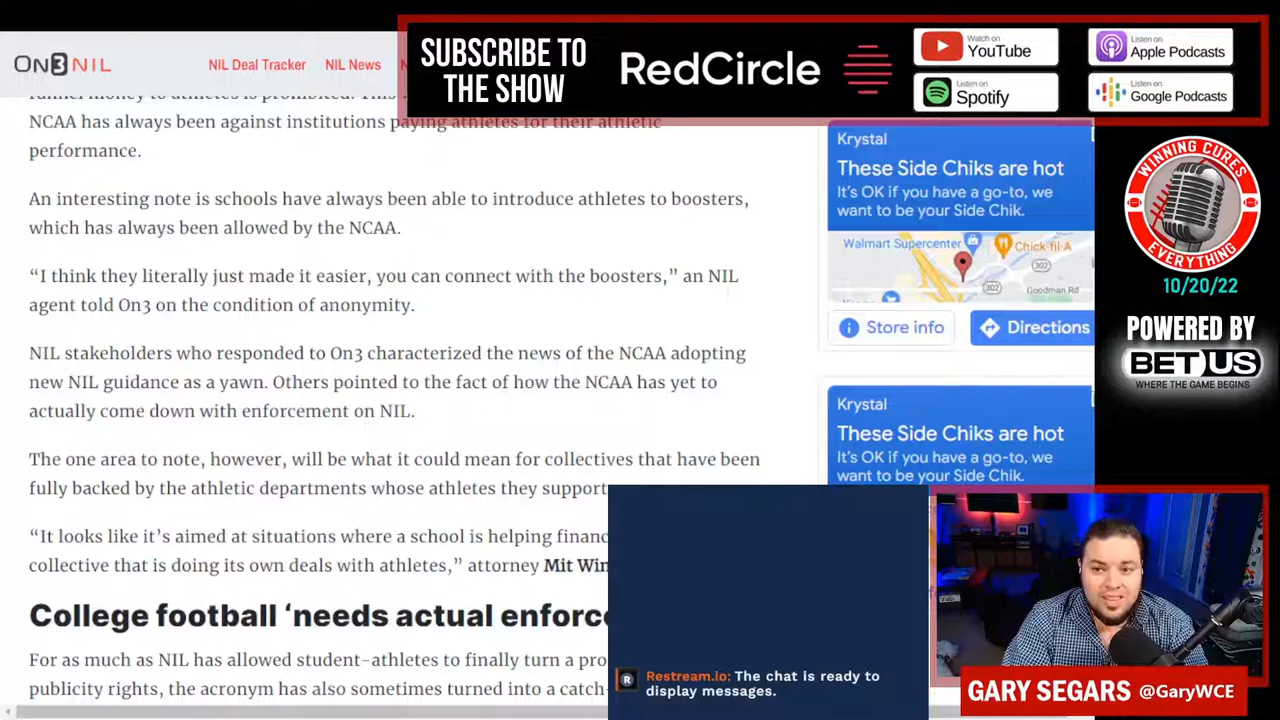 SUBSCRIBE TO
THE SHOW
RedCircle
Watch on
YouTube
Listen on
Apple Podcasts
Listen on
Spotify
Listen on
Google Podcasts
On3 NIL
NIL Deal Tracker
NIL News
NCAA has always been against institutions paying athletes for their athletic
performance.
An interesting note is schools have always been able to introduce athletes to boosters,
which has always been allowed by the NCAA.
“I think they literally just made it easier, you can connect with the boosters,” an NIL
agent told On3 on the condition of anonymity.
NIL stakeholders who responded to On3 characterized the news of the NCAA adopting
new NIL guidance as a yawn. Others pointed to the fact of how the NCAA has yet to
actually come down with enforcement on NIL.
The one area to note, however, will be what it could mean for collectives that have been
fully backed by the athletic departments whose athletes they support
“It looks like it’s aimed at situations where a school is helping financ
collective that is doing its own deals with athletes,” attorney Mit Win
College football ‘needs actual enforc
For as much as NIL has allowed student-athletes to finally turn a pro
publicity rights, the acronym has also sometimes turned into a catch-
Krystal
These Side Chiks are hot
It's OK if you have a go-to, we
want to be your Side Chik.
Walmart Supercenter
Chick-fil-A
302
302
Goodman Rd
Store info
Directions
Krystal
These Side Chiks are hot
It's OK if you have a go-to, we
want to be your Side Chik.
WINNING CURES
EVERYTHING
10/20/22
POWERED BY
BETUS
WHERE THE GAME BEGINS
Restream.io: The chat is ready to
display messages.
GARY SEGARS @GaryWCE